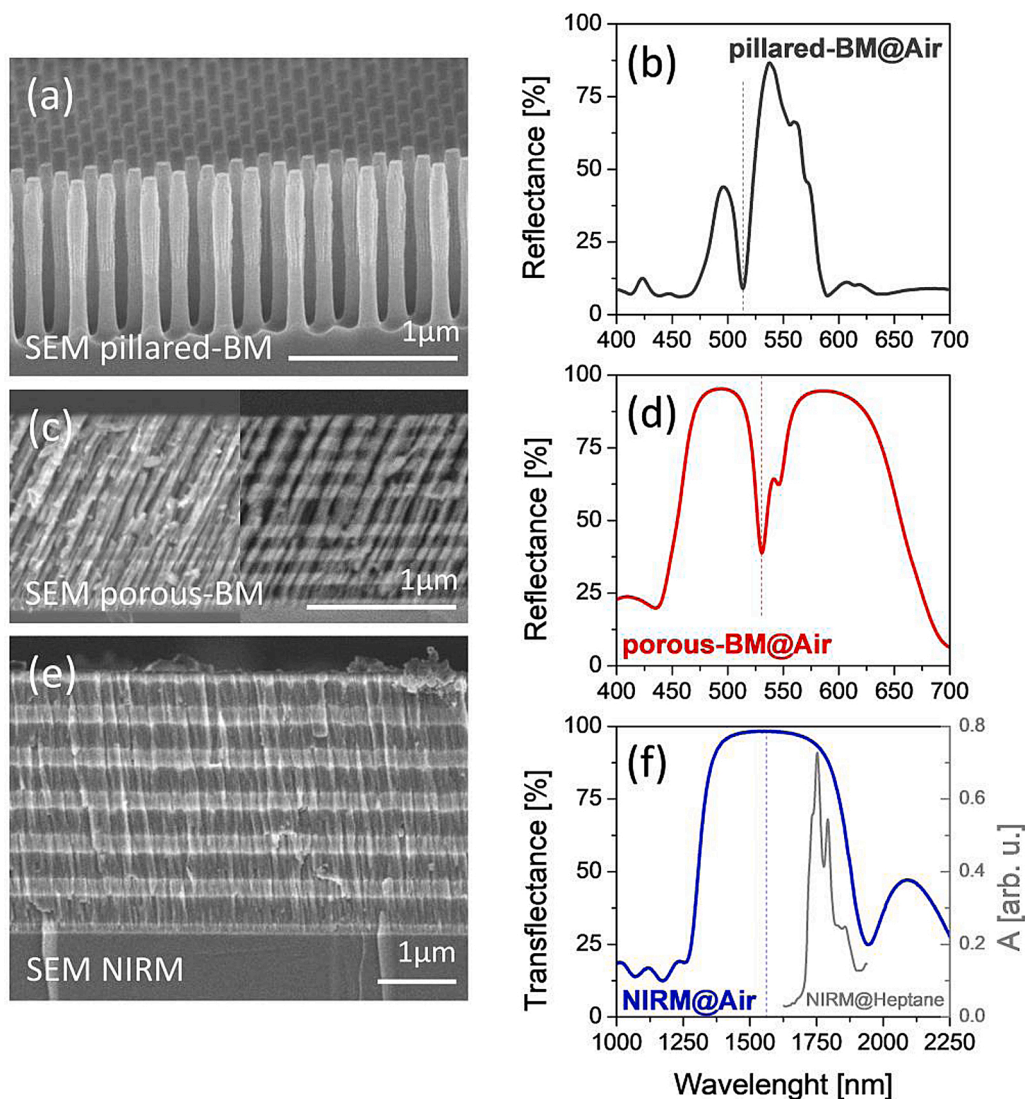 (a)
SEM pillared-BM
1µm
(b)
pillared-BM@Air
Reflectance [%]
100
75
50
25
0
400 450 500 550 600 650 700
(c)
SEM porous-BM
1µm
(d)
porous-BM@Air
Reflectance [%]
100
75
50
25
0
400 450 500 550 600 650 700
(e)
SEM NIRM
1µm
(f)
NIRM@Air
NIRM@Heptane
Transflectance [%]
100
75
50
25
0
A [arb. u.]
0.8
0.6
0.4
0.2
0.0
1000 1250 1500 1750 2000 2250
Wavelenght [nm]